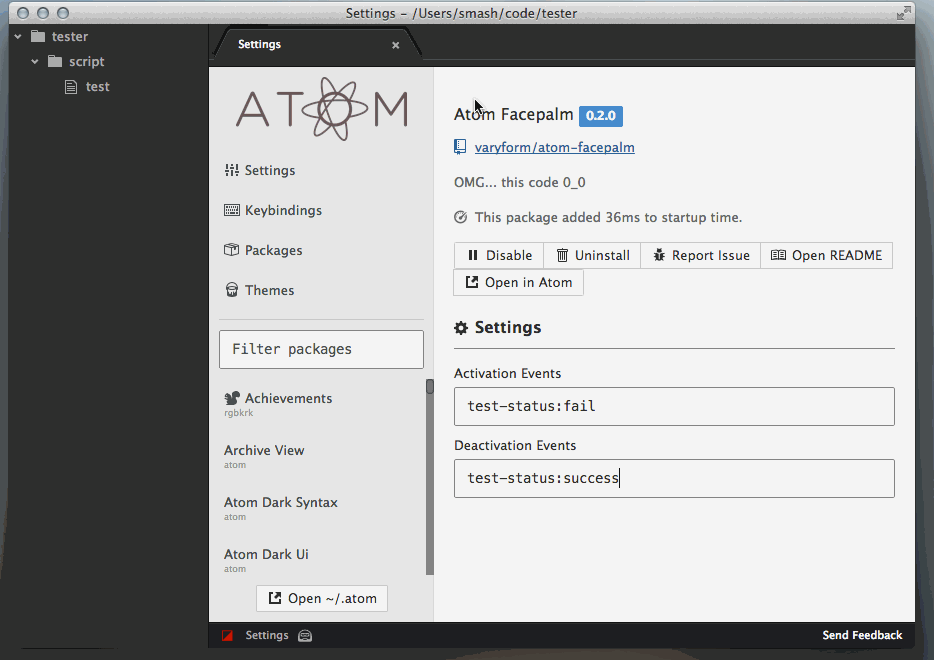 Settings - /Users/smash/code/tester
tester
script
test
Settings
ATOM
Settings
Keybindings
Packages
Themes
Filter packages
Achievements
rgbkrk
Archive View
atom
Atom Dark Syntax
atom
Atom Dark Ui
atom
Open ~/.atom
Atom Facepalm 0.2.0
varyform/atom-facepalm
OMG... this code 0_0
This package added 36ms to startup time.
Disable Uninstall Report Issue Open README
Open in Atom
Settings
Activation Events
test-status:fail
Deactivation Events
test-status:success
Settings
Send Feedback